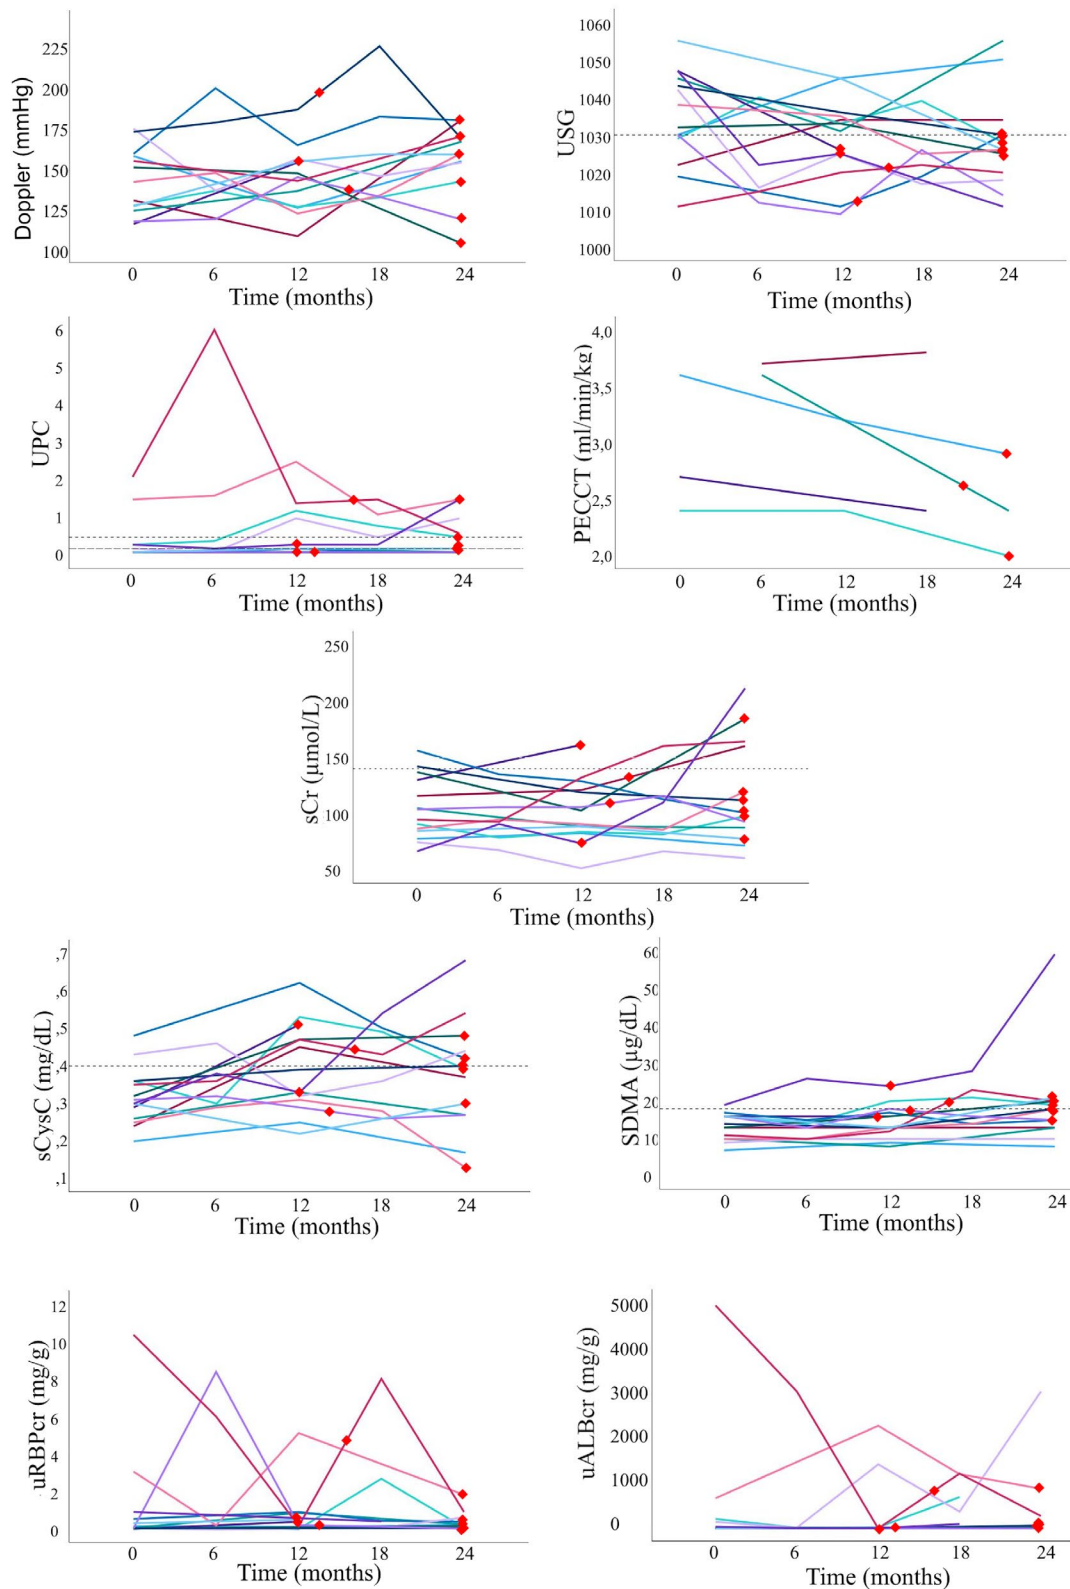 Doppler (mmHg)
225
200
175
150
125
100
0 6 12 18 24
Time (months)
USG
1060
1050
1040
1030
1020
1010
1000
0 6 12 18 24
Time (months)
UPC
6
5
4
3
2
1
0
0 6 12 18 24
Time (months)
PECCT (ml/min/kg)
4,0
3,5
3,0
2,5
2,0
0 6 12 18 24
Time (months)
sCr (µmol/L)
250
200
150
100
50
0 6 12 18 24
Time (months)
sCysC (mg/dL)
,7
,6
,5
,4
,3
,2
,1
0 6 12 18 24
Time (months)
SDMA (µg/dL)
60
50
40
30
20
10
0
0 6 12 18 24
Time (months)
uRBPcr (mg/g)
12
10
8
6
4
2
0
0 6 12 18 24
Time (months)
uALBcr (mg/g)
5000
4000
3000
2000
1000
0
0 6 12 18 24
Time (months)